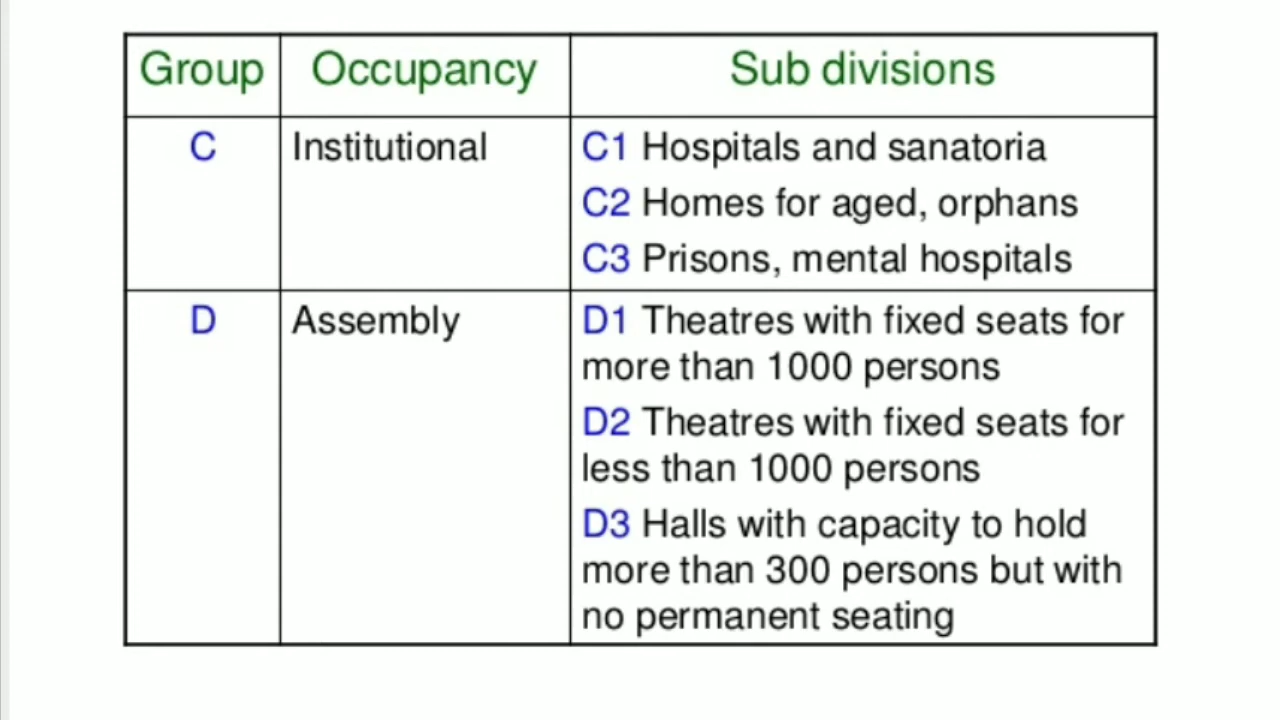 Group Occupancy Sub divisions
C Institutional C1 Hospitals and sanatoria
C2 Homes for aged, orphans
C3 Prisons, mental hospitals
D Assembly D1 Theatres with fixed seats for
more than 1000 persons
D2 Theatres with fixed seats for
less than 1000 persons
D3 Halls with capacity to hold
more than 300 persons but with
no permanent seating